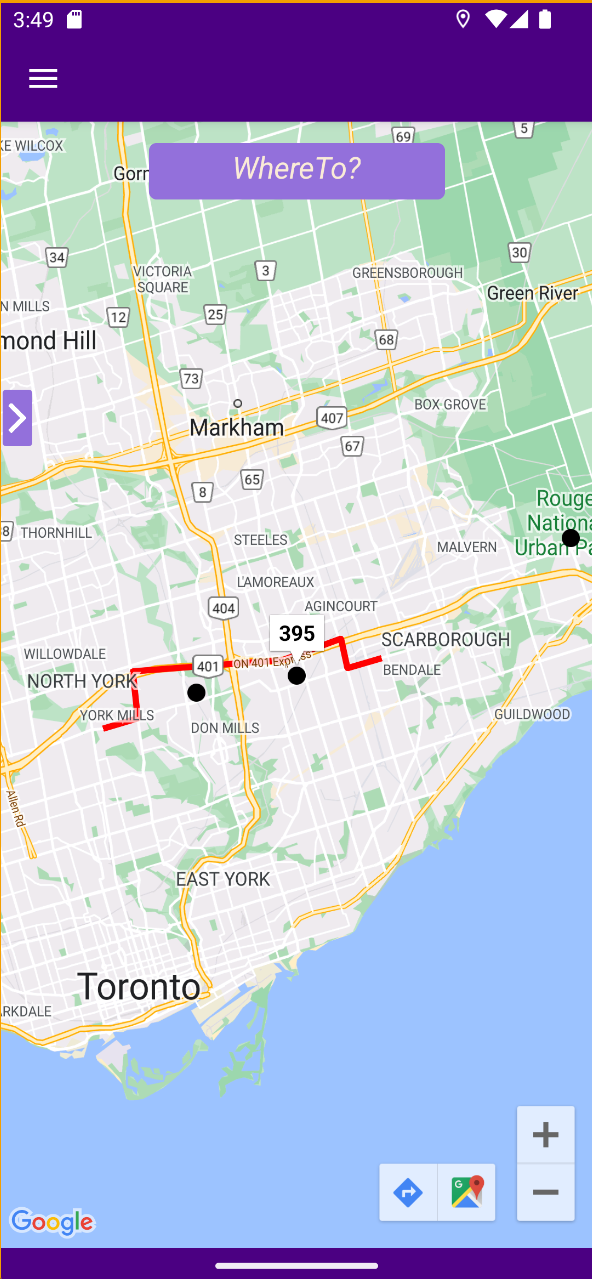 3:49
KE WILCOX
69
5
Gorr
WhereTo?
34
VICTORIA
SQUARE
3
GREENSBOROUGH
30
Green River
N MILLS
12
25
mond Hill
68
73
BOX GROVE
Markham
407
67
65
8
Rouge
Nationa
Urban Pa
8
THORNHILL
STEELES
MALVERN
L'AMOREAUX
404
AGINCOURT
395
SCARBOROUGH
WILLOWDALE
401
ON 401 Express
BENDALE
NORTH YORK
YORK MILLS
DON MILLS
GUILDWOOD
Allen Rd
EAST YORK
Toronto
ARKDALE
G
Google